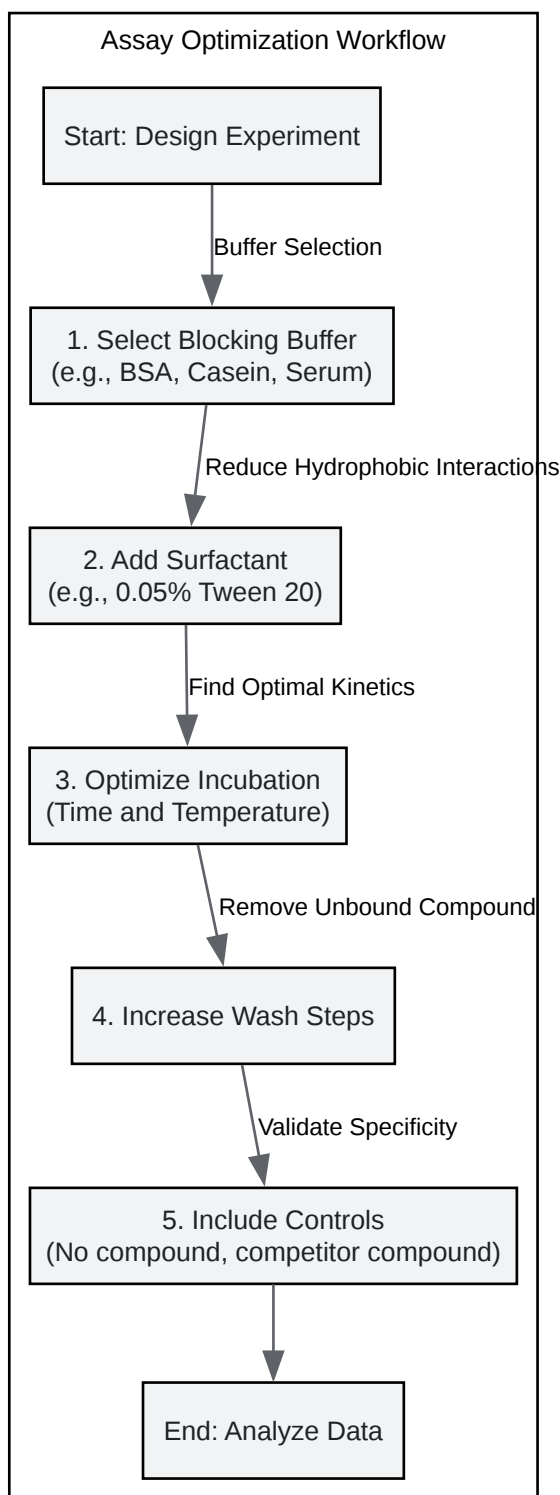 Assay Optimization Workflow
Start: Design Experiment
Buffer Selection
1. Select Blocking Buffer
(e.g., BSA, Casein, Serum)
Reduce Hydrophobic Interactions
2. Add Surfactant
(e.g., 0.05% Tween 20)
Find Optimal Kinetics
3. Optimize Incubation
(Time and Temperature)
Remove Unbound Compound
4. Increase Wash Steps
Validate Specificity
5. Include Controls
(No compound, competitor compound)
End: Analyze Data